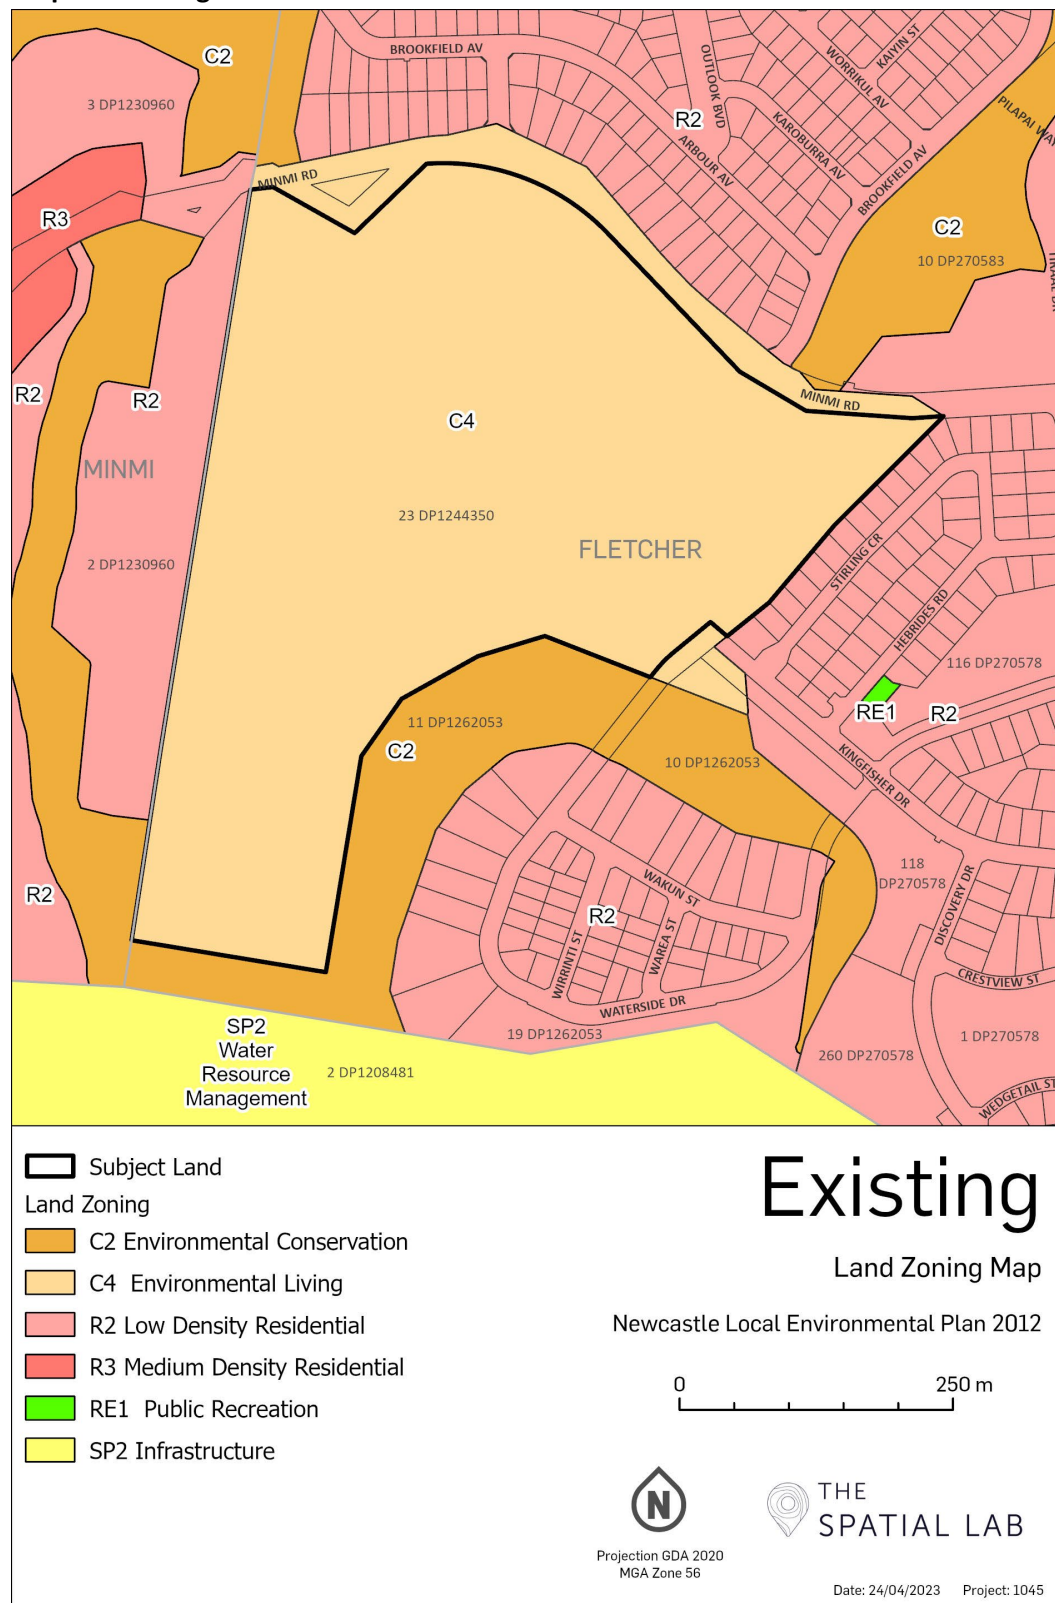 C2
BROOKFIELD AV
OUTLOOK BVD
WORRIKUL AV
KAIYIN ST
3 DP1230960
R2
KAROBURRA AV
PILAPAI WAY
ARBOUR AV
BROOKFIELD AV
MINMI RD
R3
C2
10 DP270583
R2
R2
MINMI RD
C4
MINMI
23 DP1244350
FLETCHER
2 DP1230960
STIRLING CR
HEBRIDES RD
116 DP270578
RE1
R2
11 DP1262053
C2
10 DP1262053
KINGFISHER DR
118
DP270578
R2
WAKUN ST
R2
DISCOVERY DR
WIRRINTI ST
WAREA ST
CRESTVIEW ST
WATERSIDE DR
SP2
Water
Resource
Management
19 DP1262053
1 DP270578
260 DP270578
2 DP1208481
WEDGETAIL ST
Subject Land
Land Zoning
C2 Environmental Conservation
C4 Environmental Living
R2 Low Density Residential
R3 Medium Density Residential
RE1 Public Recreation
SP2 Infrastructure
Existing
Land Zoning Map
Newcastle Local Environmental Plan 2012
0 250 m
N
Projection GDA 2020
MGA Zone 56
THE
SPATIAL LAB
Date: 24/04/2023 Project: 1045